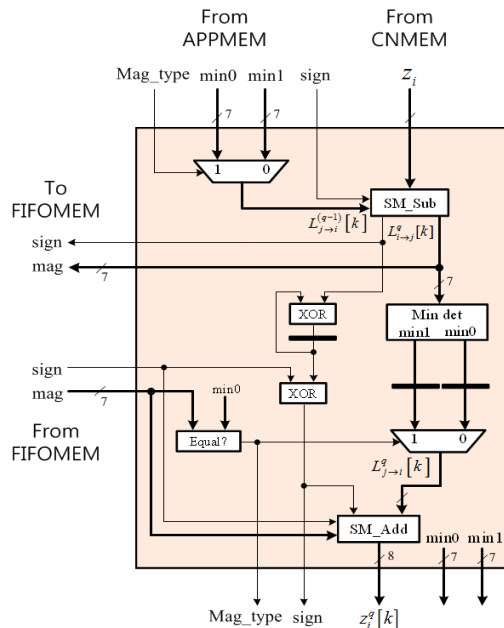 From APPMEM
From CNMEM
Mag_type min0 min1 sign z_i
7 7
1 0
To FIFOMEM
SM_Sub
L_{j→i}^{(q-1)}[k] L_{i→j}^{q}[k]
sign
mag 7
7
XOR
Min det
min1 min0
sign
mag 7
min0
XOR
From FIFOMEM
Equal?
1 0
L_{j→i}^{q}[k]
SM_Add
min0 min1
8 7 7
Mag_type sign z_i^q[k]